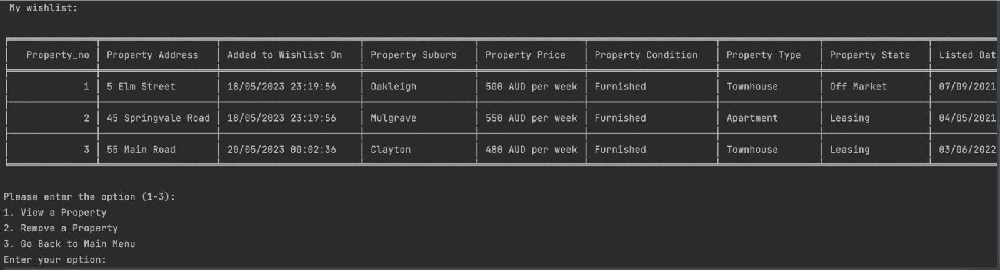 My wishlist:
Property_no Property Address Added to Wishlist On Property Suburb Property Price Property Condition Property Type Property State Listed Dat
1 5 Elm Street 18/05/2023 23:19:56 Oakleigh 500 AUD per week Furnished Townhouse Off Market 07/09/2021
2 45 Springvale Road 18/05/2023 23:19:56 Mulgrave 550 AUD per week Furnished Apartment Leasing 04/05/2021
3 55 Main Road 20/05/2023 00:02:36 Clayton 480 AUD per week Furnished Townhouse Leasing 03/06/2022
Please enter the option (1-3):
1. View a Property
2. Remove a Property
3. Go Back to Main Menu
Enter your option: